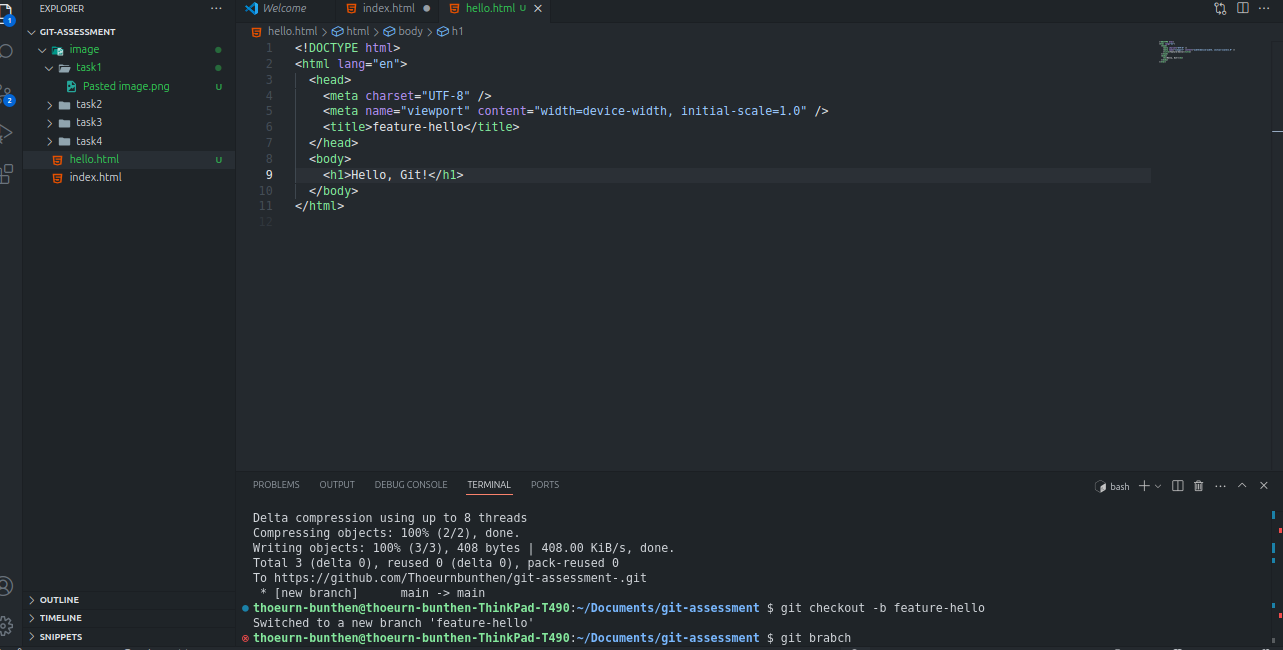 EXPLORER ···
GIT-ASSESSMENT
image
task1
Pasted image.png U
task2
task3
task4
hello.html U
index.html
OUTLINE
TIMELINE
SNIPPETS
1
2
Welcome index.html hello.html U
hello.html > html > body > h1
1 <!DOCTYPE html>
2 <html lang="en">
3 <head>
4 <meta charset="UTF-8" />
5 <meta name="viewport" content="width=device-width, initial-scale=1.0" />
6 <title>feature-hello</title>
7 </head>
8 <body>
9 <h1>Hello, Git!</h1>
10 </body>
11 </html>
12
PROBLEMS OUTPUT DEBUG CONSOLE TERMINAL PORTS
bash
Delta compression using up to 8 threads
Compressing objects: 100% (2/2), done.
Writing objects: 100% (3/3), 408 bytes | 408.00 KiB/s, done.
Total 3 (delta 0), reused 0 (delta 0), pack-reused 0
To https://github.com/Thoeurnbunthen/git-assessment-.git
* [new branch] main -> main
thoeurn-bunthen@thoeurn-bunthen-ThinkPad-T490:~/Documents/git-assessment $ git checkout -b feature-hello
Switched to a new branch 'feature-hello'
thoeurn-bunthen@thoeurn-bunthen-ThinkPad-T490:~/Documents/git-assessment $ git brabch